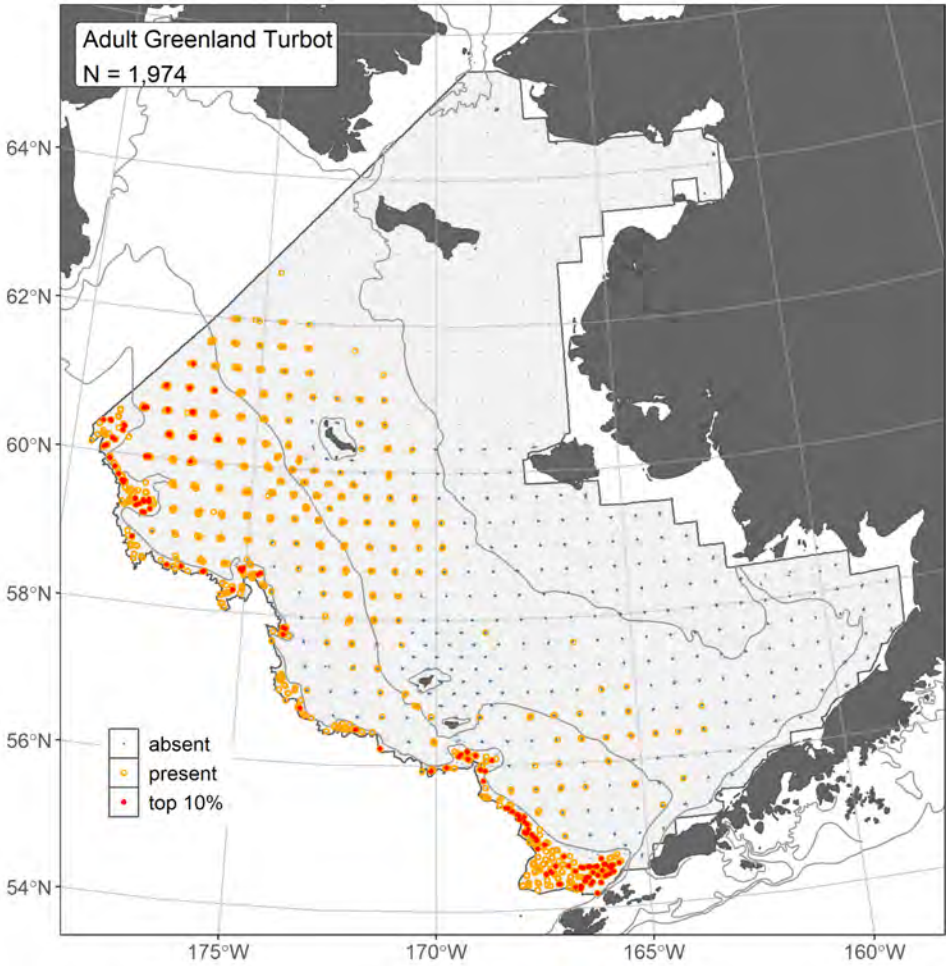 Adult Greenland Turbot
N = 1,974
64°N
62°N
60°N
58°N
56°N
54°N
absent
present
top 10%
175°W
170°W
165°W
160°W